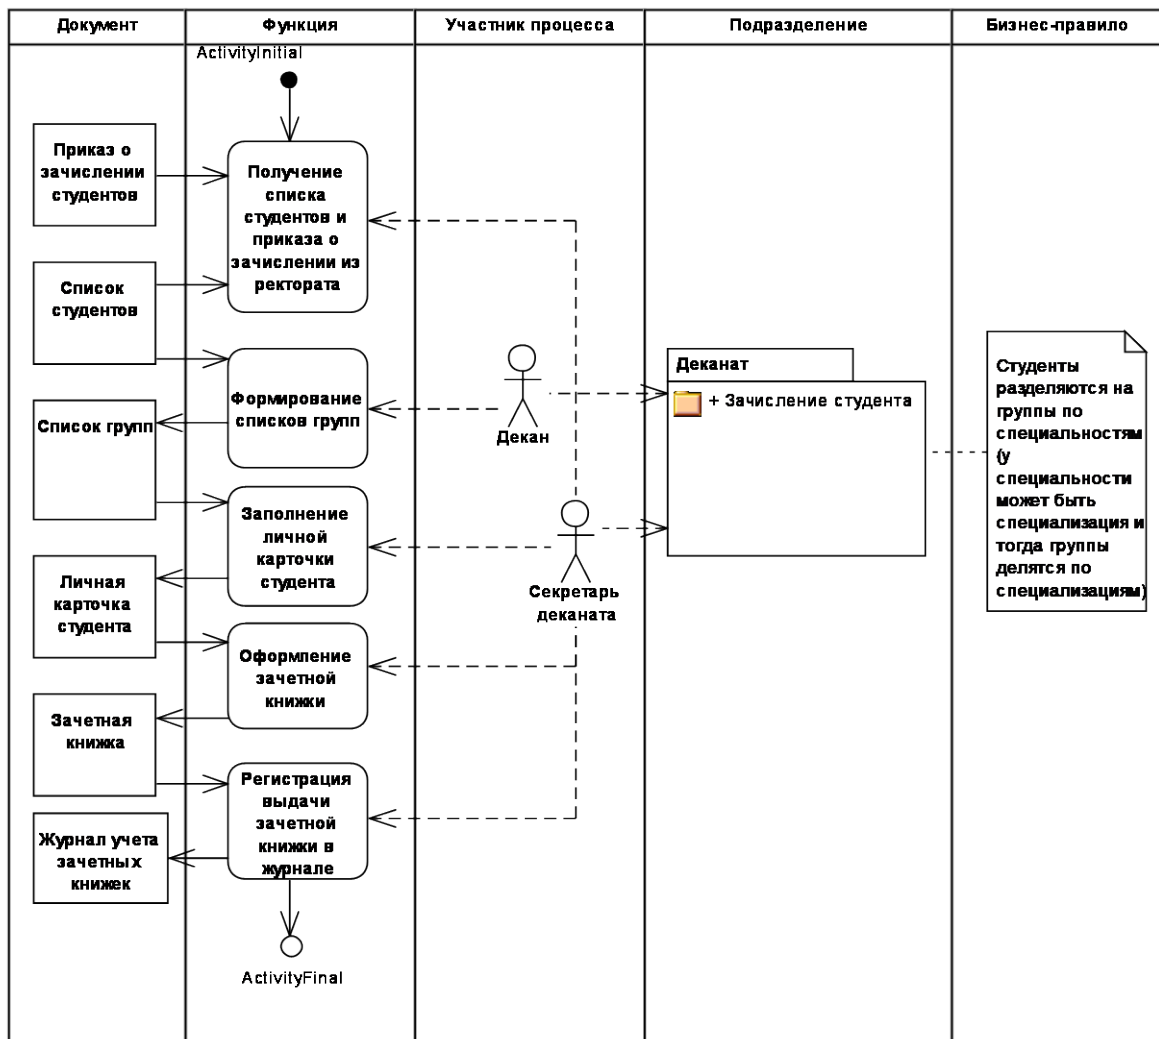 Документ
Функция
Участник процесса
Подразделение
Бизнес-правило
ActivityInitial
Приказ о
зачислении
студентов
Получение
списка
студентов и
приказа о
зачислении из
ректората
Список
студентов
Формирование
списков групп
Список групп
Заполнение
личной
карточки
студента
Личная
карточка
студента
Оформление
зачетной
книжки
Зачетная
книжка
Регистрация
выдачи
зачетной
книжки в
журнале
Журнал учета
зачетных
книжек
ActivityFinal
Декан
Секретарь
деканата
Деканат
+ Зачисление студента
Студенты
разделяются на
группы по
специальностям
(у
специальности
может быть
специализация и
тогда группы
делятся по
специализациям)